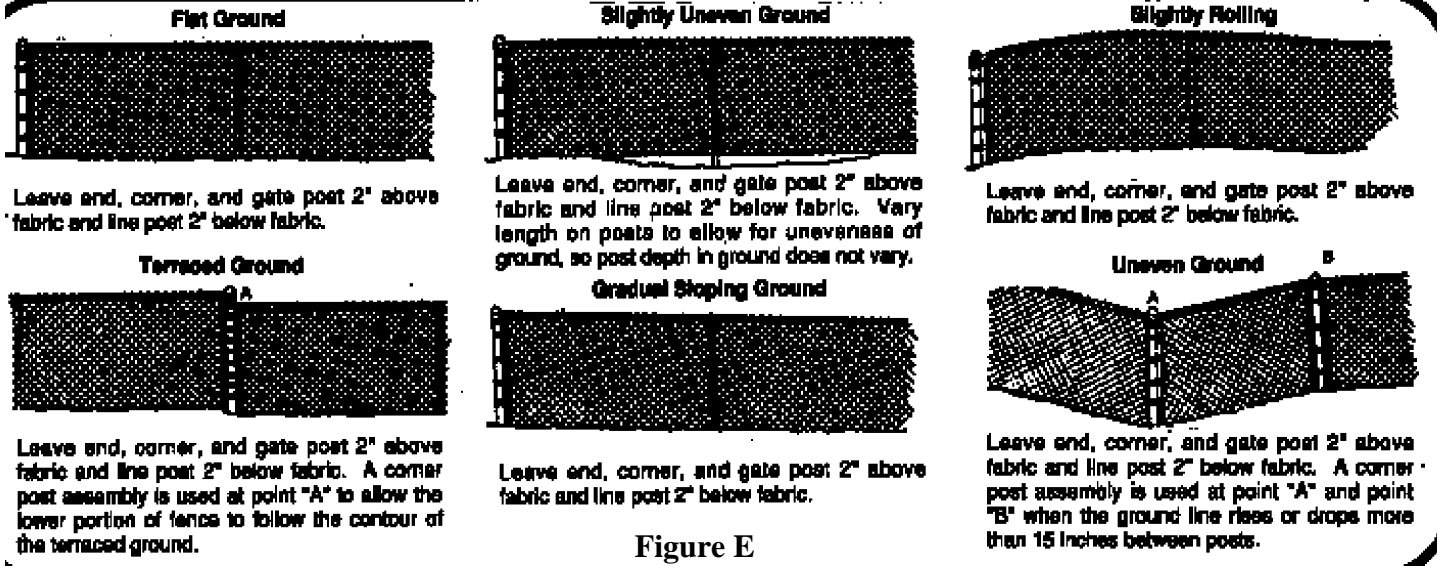 Flat Ground
Leave end, corner, and gate post 2" above
fabric and line post 2" below fabric.
Slightly Uneven Ground
Leave end, corner, and gate post 2" above
fabric and line post 2" below fabric. Vary
length on posts to allow for uneveness of
ground, so post depth in ground does not vary.
Slightly Rolling
Leave end, corner, and gate post 2" above
fabric and line post 2" below fabric.
Terraced Ground
A
Leave end, corner, and gate post 2" above
fabric and line post 2" below fabric. A corner
post assembly is used at point "A" to allow the
lower portion of fence to follow the contour of
the terraced ground.
Gradual Sloping Ground
Leave end, corner, and gate post 2" above
fabric and line post 2" below fabric.
Uneven Ground
A
B
Leave end, corner, and gate post 2" above
fabric and line post 2" below fabric. A corner
post assembly is used at point "A" and point
"B" when the ground line rises or drops more
than 15 inches between posts.
Figure E